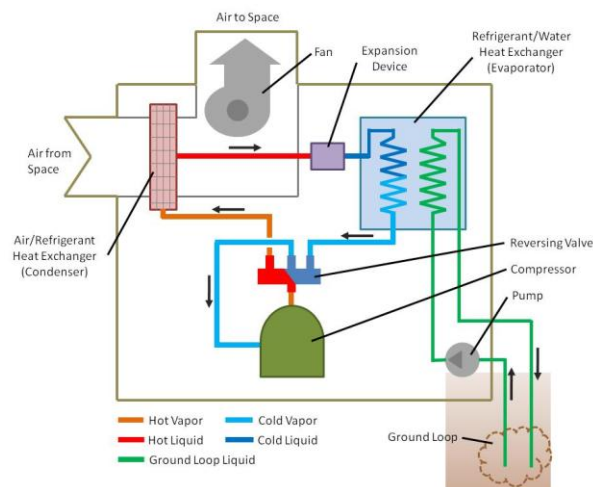 Air to Space
Fan
Expansion
Device
Refrigerant/Water
Heat Exchanger
(Evaporator)
Air from
Space
Air/Refrigerant
Heat Exchanger
(Condenser)
Reversing Valve
Compressor
Pump
Ground Loop
Hot Vapor
Cold Vapor
Hot Liquid
Cold Liquid
Ground Loop Liquid